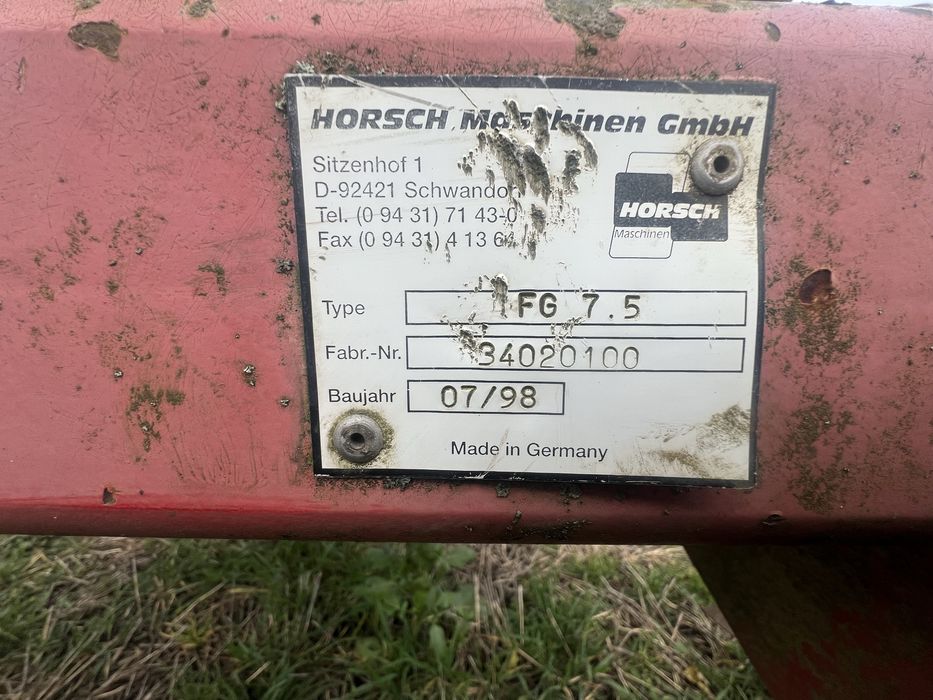 HORSCH Maschinen GmbH
Sitzenhof 1
D-92421 Schwandorf
Tel. (0 94 31) 71 43-0
Fax (0 94 31) 4 13 64
HORSCH
Maschinen
Type FG 7.5
Fabr.-Nr. 34020100
Baujahr 07/98
Made in Germany